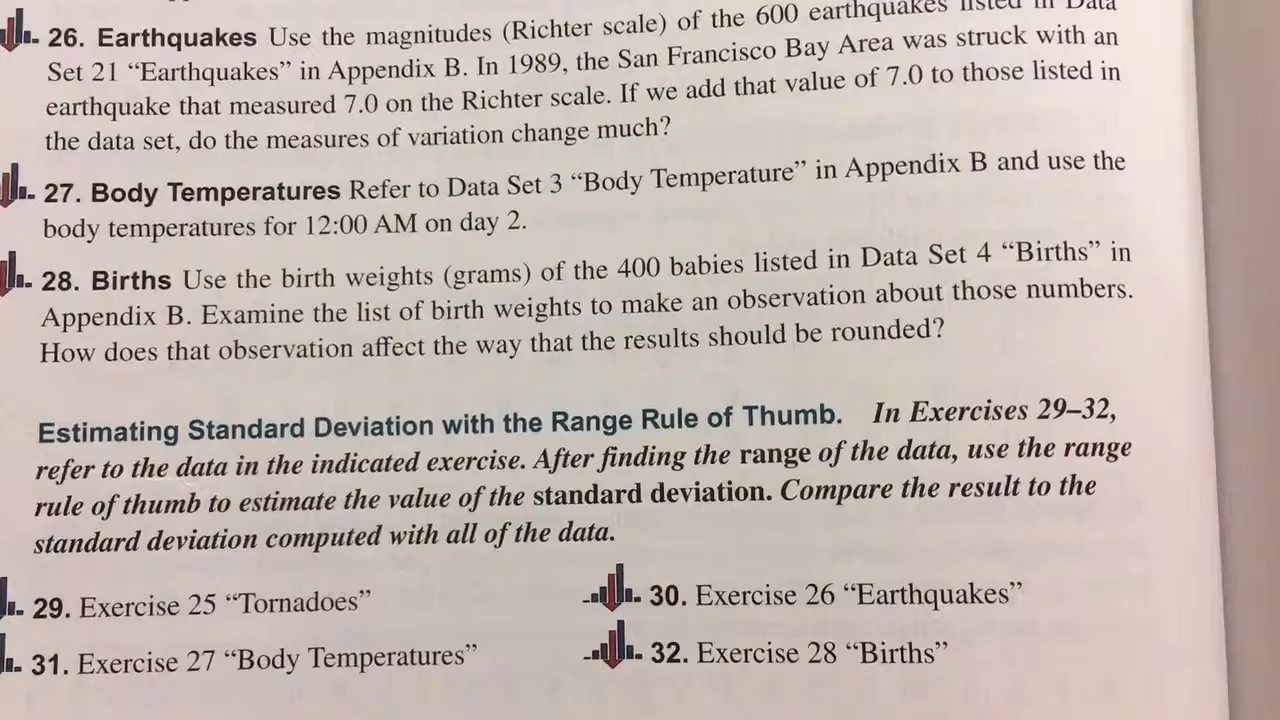 26. Earthquakes Use the magnitudes (Richter scale) of the 600 earthquakes listed in Data
Set 21 “Earthquakes” in Appendix B. In 1989, the San Francisco Bay Area was struck with an
earthquake that measured 7.0 on the Richter scale. If we add that value of 7.0 to those listed in
the data set, do the measures of variation change much?
27. Body Temperatures Refer to Data Set 3 “Body Temperature” in Appendix B and use the
body temperatures for 12:00 AM on day 2.
28. Births Use the birth weights (grams) of the 400 babies listed in Data Set 4 “Births” in
Appendix B. Examine the list of birth weights to make an observation about those numbers.
How does that observation affect the way that the results should be rounded?
Estimating Standard Deviation with the Range Rule of Thumb. In Exercises 29–32,
refer to the data in the indicated exercise. After finding the range of the data, use the range
rule of thumb to estimate the value of the standard deviation. Compare the result to the
standard deviation computed with all of the data.
29. Exercise 25 “Tornadoes” 30. Exercise 26 “Earthquakes”
31. Exercise 27 “Body Temperatures” 32. Exercise 28 “Births”